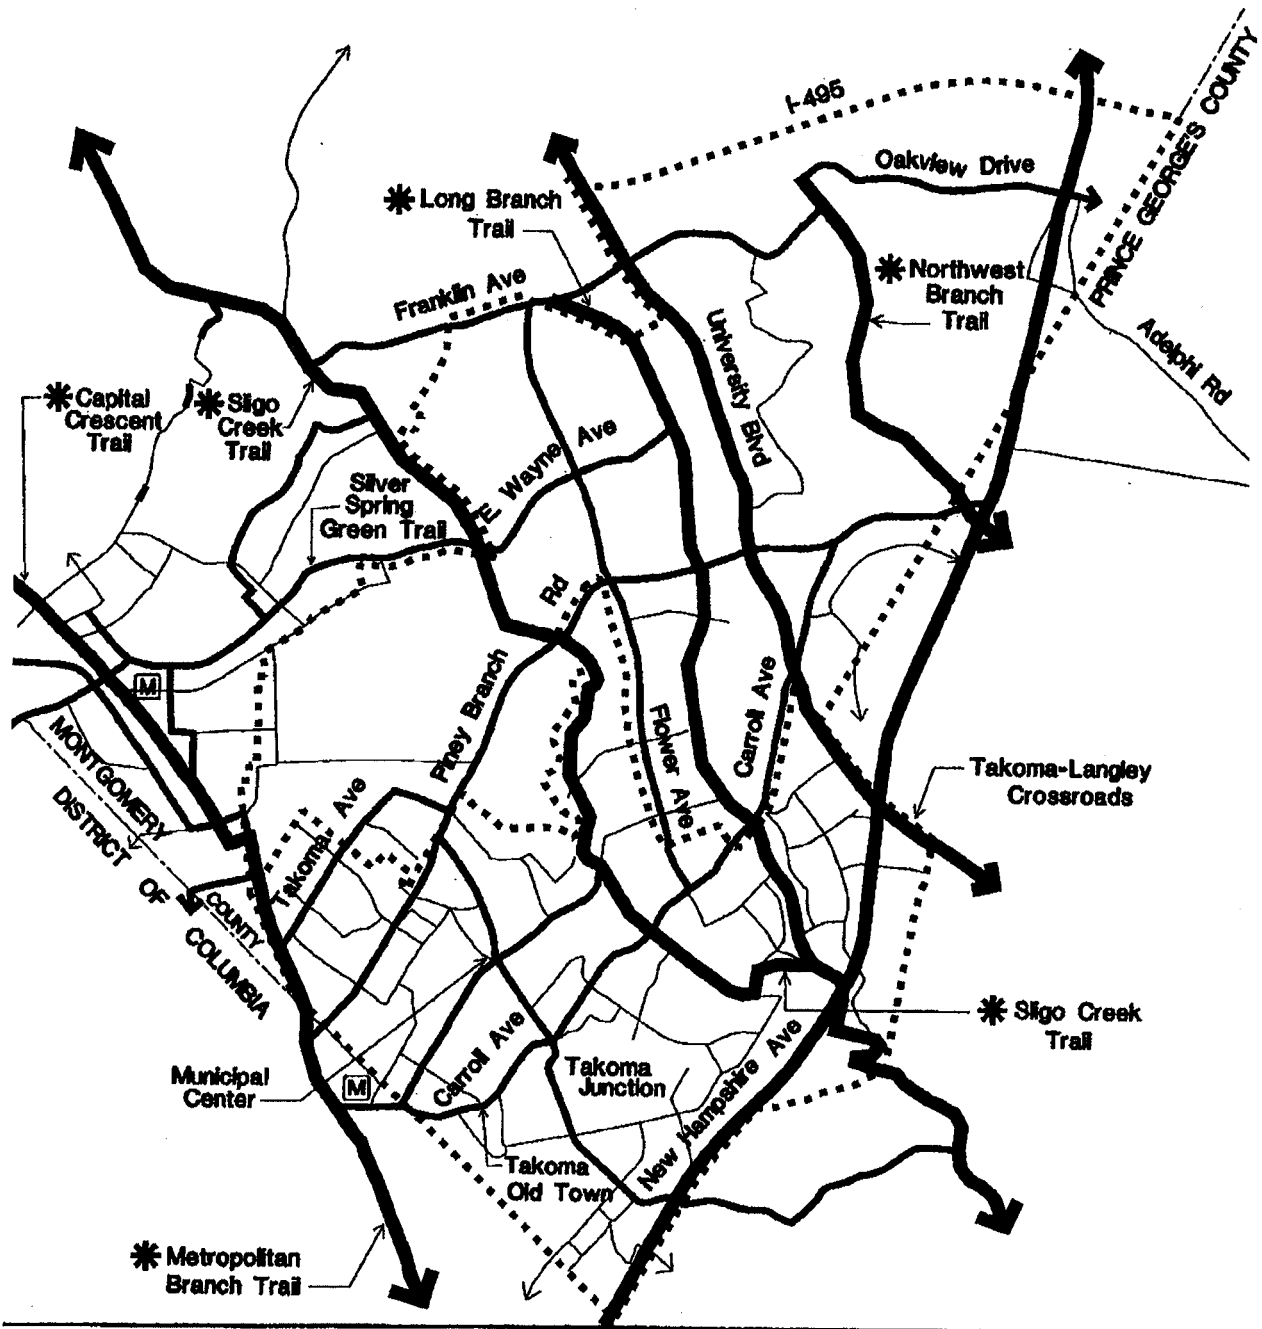 I-495
PRINCE GEORGE'S COUNTY
Oakview Drive
Long Branch
Trail
Northwest
Branch
Trail
Franklin Ave
University Blvd
Adelphi Rd
Capital
Crescent
Trail
Sligo
Creek
Trail
E Wayne Ave
Silver
Spring
Green Trail
Piney Branch Rd
M
MONTGOMERY
COUNTY
DISTRICT OF
COLUMBIA
Carroll Ave
Flower Ave
Takoma Ave
Takoma-Langley
Crossroads
Sligo Creek
Trail
Municipal
Center
M
Carroll Ave
Takoma
Junction
New Hampshire Ave
Takoma
Old Town
Metropolitan
Branch Trail